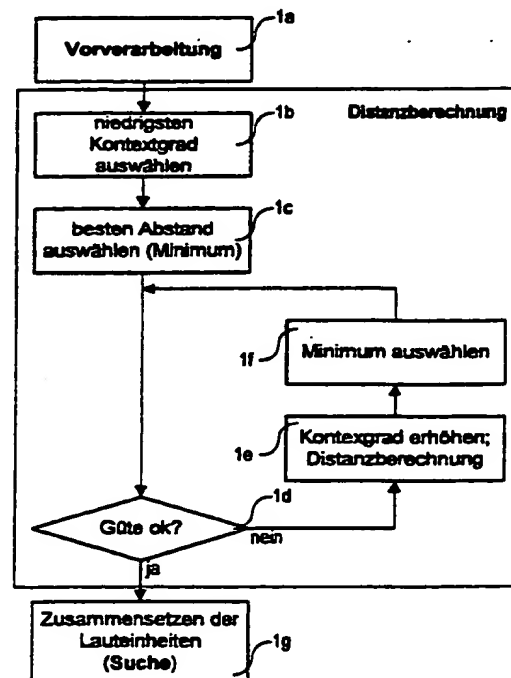 1a
Vorverarbeitung
Distanzberechnung
1b
niedrigsten
Kontextgrad
auswählen
1c
besten Abstand
auswählen (Minimum)
1f
Minimum auswählen
1e
Kontexgrad erhöhen;
Distanzberechnung
1d
Güte ok?
nein
ja
Zusammensetzen der
Lauteinheiten
(Suche)
1g